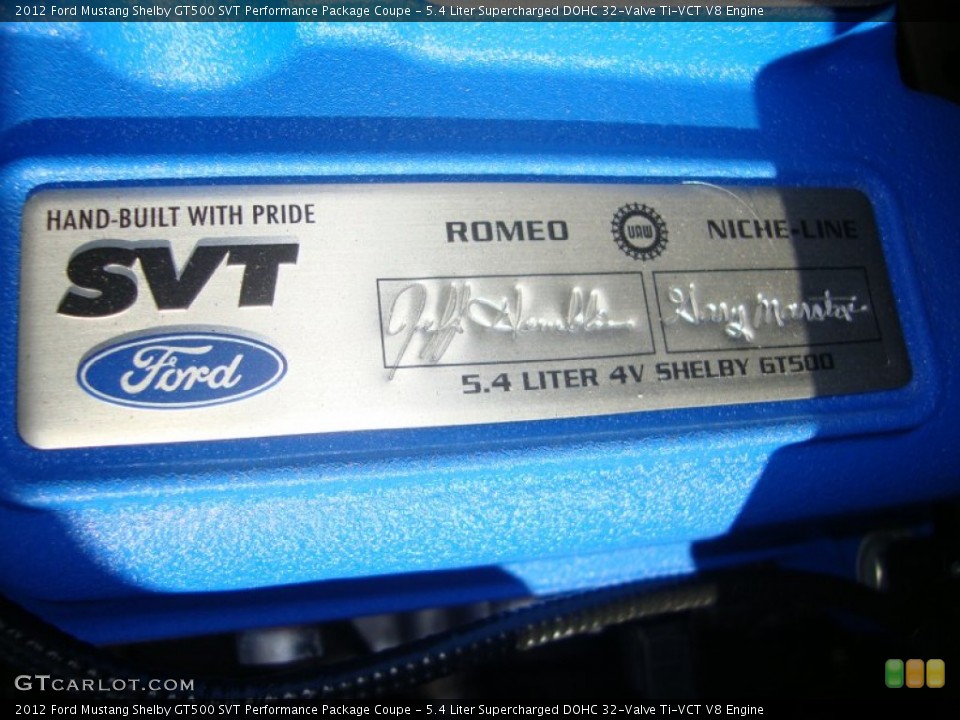 2012 Ford Mustang Shelby GT500 SVT Performance Package Coupe - 5.4 Liter Supercharged DOHC 32-Valve Ti-VCT V8 Engine
HAND-BUILT WITH PRIDE
SVT
Ford
ROMEO
UAW
NICHE-LINE
Jeff
Gary
5.4 LITER 4V SHELBY GT500
GTCARLOT.COM
2012 Ford Mustang Shelby GT500 SVT Performance Package Coupe - 5.4 Liter Supercharged DOHC 32-Valve Ti-VCT V8 Engine